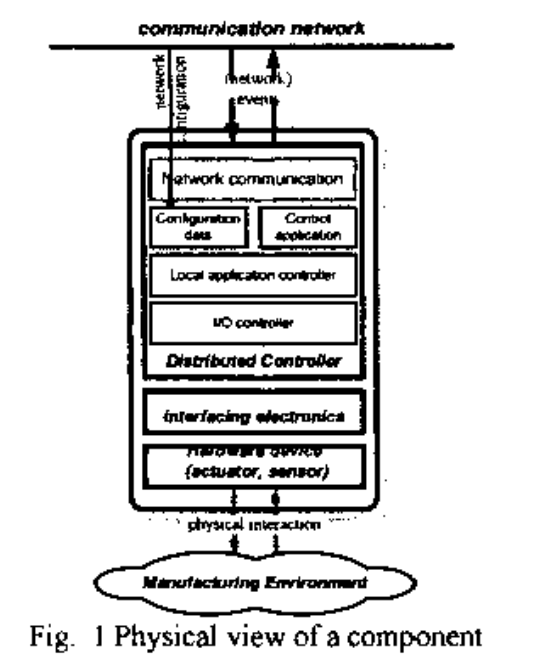 communication network
network
configuration
(network)
event
Network communication
Configuration
data
Control
application
Local application controller
I/O controller
Distributed Controller
Interfacing electronics
Hardware device
(actuator, sensor)
physical interaction
Manufacturing Environment
Fig. 1 Physical view of a component